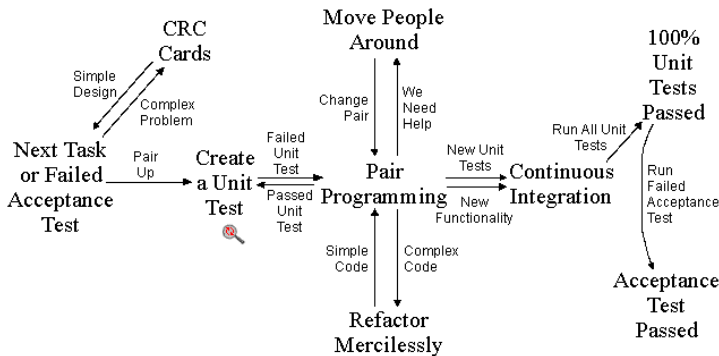 CRC
Cards
Simple
Design
Complex
Problem
Next Task
or Failed
Acceptance
Test
Pair
Up
Create
a Unit
Test
Failed
Unit
Test
Passed
Unit
Test
Move People
Around
Change
Pair
We
Need
Help
Pair
Programming
Simple
Code
Complex
Code
Refactor
Mercilessly
New Unit
Tests
New
Functionality
Continuous
Integration
Run All Unit
Tests
100%
Unit
Tests
Passed
Run
Failed
Acceptance
Test
Acceptance
Test
Passed